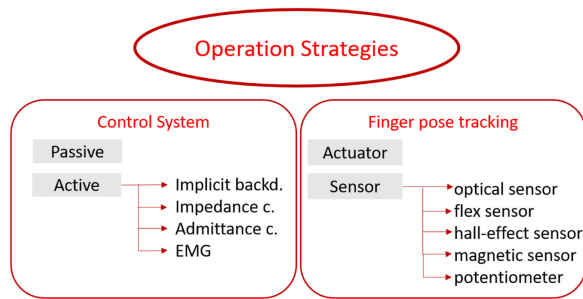 Operation Strategies
Control System
Passive
Active
Implicit backd.
Impedance c.
Admittance c.
EMG
Finger pose tracking
Actuator
Sensor
optical sensor
flex sensor
hall-effect sensor
magnetic sensor
potentiometer